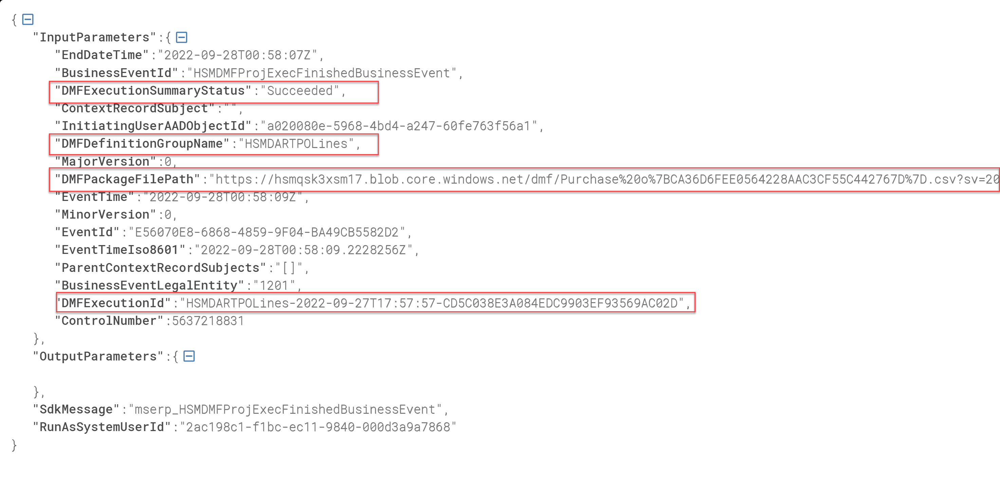 {
"InputParameters":{
"EndDateTime":"2022-09-28T00:58:07Z",
"BusinessEventId":"HSMDMFProjExecFinishedBusinessEvent",
"DMFExecutionSummaryStatus":"Succeeded",
"ContextRecordSubject":"",
"InitiatingUserAADObjectId":"a020080e-5968-4bd4-a247-60fe763f56a1",
"DMFDefinitionGroupName":"HSMDARTPOLines",
"MajorVersion":0,
"DMFPackageFilePath":"https://hsmqsk3xsm17.blob.core.windows.net/dmf/Purchase%20o%7BCA36D6FEE0564228AAC3CF55C442767D%7D.csv?sv=20
"EventTime":"2022-09-28T00:58:09Z",
"MinorVersion":0,
"EventId":"E56070E8-6868-4859-9F04-BA49CB5582D2",
"EventTimeIso8601":"2022-09-28T00:58:09.2228256Z",
"ParentContextRecordSubjects":"[]",
"BusinessEventLegalEntity":"1201",
"DMFExecutionId":"HSMDARTPOLines-2022-09-27T17:57:57-CD5C038E3A084EDC9903EF93569AC02D",
"ControlNumber":5637218831
},
"OutputParameters":{
},
"SdkMessage":"mserp_HSMDMFProjExecFinishedBusinessEvent",
"RunAsSystemUserId":"2ac198c1-f1bc-ec11-9840-000d3a9a7868"
}